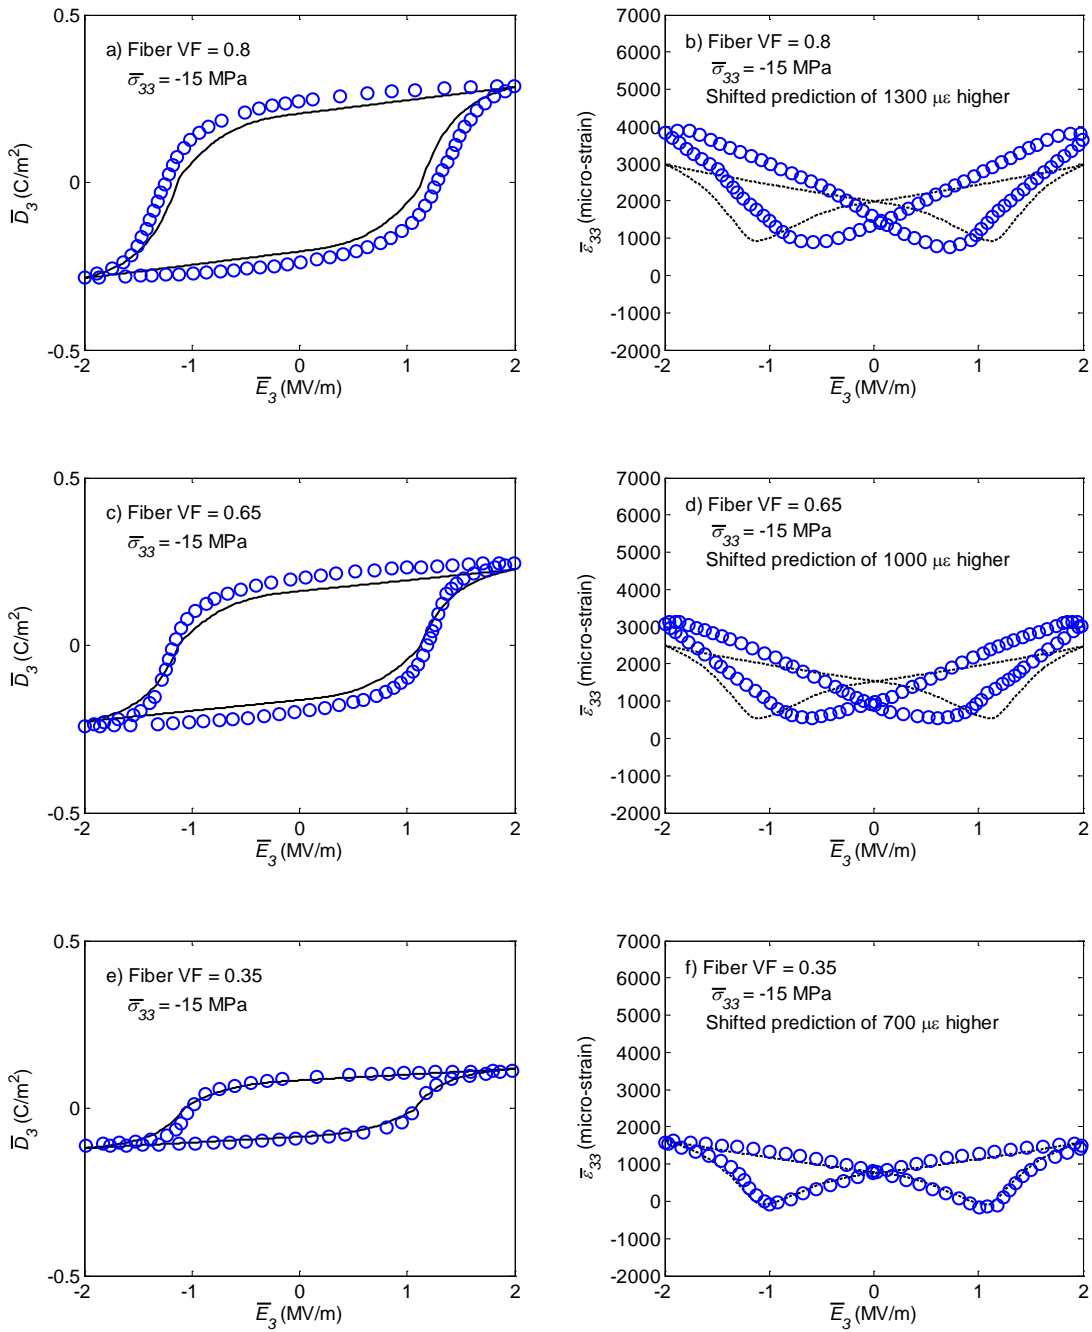 a) Fiber VF = 0.8
σ̅33 = -15 MPa
0.5
0
-0.5
D̅3 (C/m2)
-2
-1
0
1
2
E̅3 (MV/m)
b) Fiber VF = 0.8
σ̅33 = -15 MPa
Shifted prediction of 1300 με higher
7000
6000
5000
4000
3000
2000
1000
0
-1000
-2000
ε̅33 (micro-strain)
-2
-1
0
1
2
E̅3 (MV/m)
c) Fiber VF = 0.65
σ̅33 = -15 MPa
0.5
0
-0.5
D̅3 (C/m2)
-2
-1
0
1
2
E̅3 (MV/m)
d) Fiber VF = 0.65
σ̅33 = -15 MPa
Shifted prediction of 1000 με higher
7000
6000
5000
4000
3000
2000
1000
0
-1000
-2000
ε̅33 (micro-strain)
-2
-1
0
1
2
E̅3 (MV/m)
e) Fiber VF = 0.35
σ̅33 = -15 MPa
0.5
0
-0.5
D̅3 (C/m2)
-2
-1
0
1
2
E̅3 (MV/m)
f) Fiber VF = 0.35
σ̅33 = -15 MPa
Shifted prediction of 700 με higher
7000
6000
5000
4000
3000
2000
1000
0
-1000
-2000
ε̅33 (micro-strain)
-2
-1
0
1
2
E̅3 (MV/m)